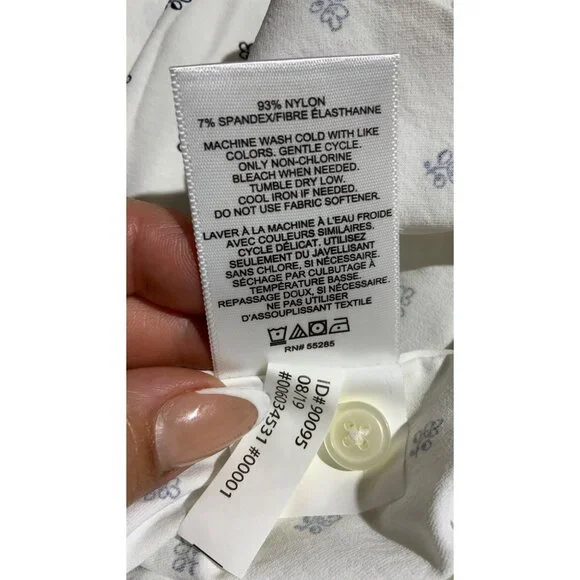 93% NYLON
7% SPANDEX/FIBRE ÉLASTHANNE
MACHINE WASH COLD WITH LIKE
COLORS. GENTLE CYCLE.
ONLY NON-CHLORINE
BLEACH WHEN NEEDED.
TUMBLE DRY LOW.
COOL IRON IF NEEDED.
DO NOT USE FABRIC SOFTENER.
LAVER À LA MACHINE À L'EAU FROIDE
AVEC COULEURS SIMILAIRES.
CYCLE DÉLICAT. UTILISEZ
SEULEMENT DU JAVELLISANT
SANS CHLORE, SI NÉCESSAIRE.
SÉCHAGE PAR CULBUTAGE À
TEMPÉRATURE BASSE.
REPASSAGE DOUX, SI NÉCESSAIRE.
NE PAS UTILISER
D'ASSOUPLISSANT TEXTILE
RN# 55285
ID#90095
08/19
#006034531 #00001